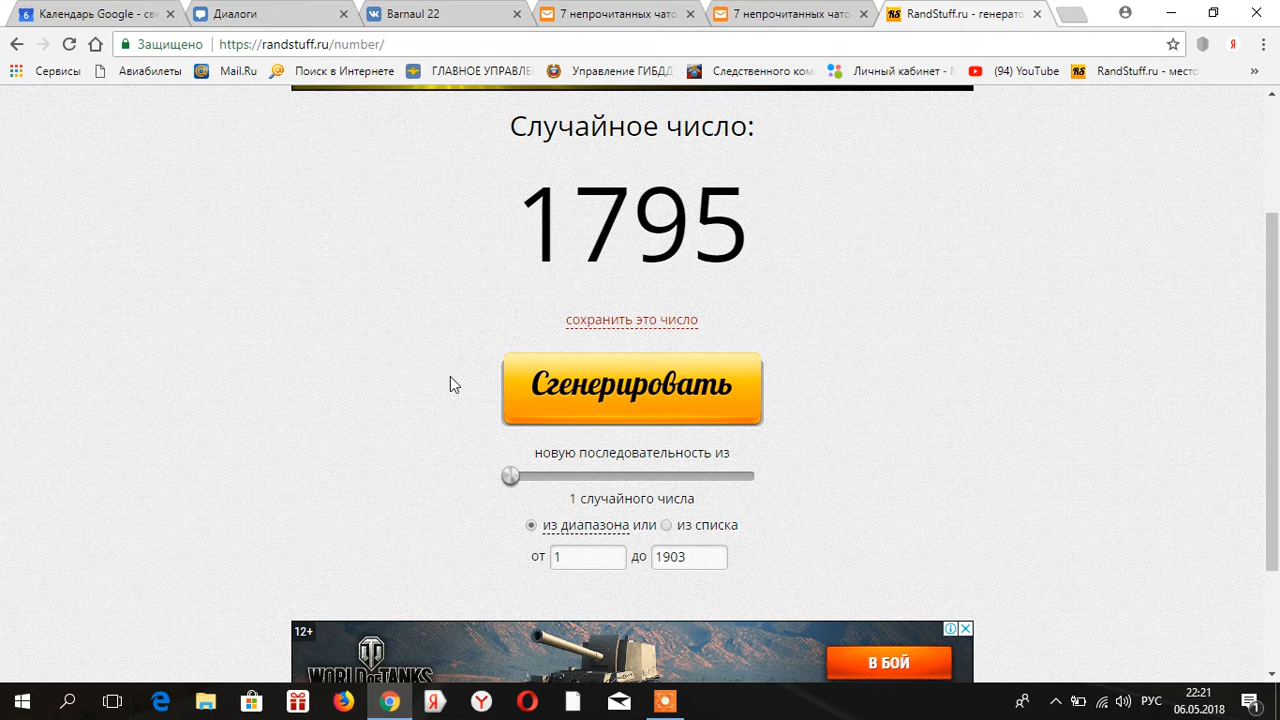 Календарь Google - све
Диалоги
Barnaul 22
7 непрочитанных чато
7 непрочитанных чато
RandStuff.ru - генерато
Защищено
https://randstuff.ru/number/
Сервисы
Авиабилеты
Mail.Ru
Поиск в Интернете
ГЛАВНОЕ УПРАВЛЕ
Управление ГИБДД
Следственного ком
Личный кабинет - М
(94) YouTube
RandStuff.ru - место
Случайное число:
1795
сохранить это число
Сгенерировать
новую последовательность из
1 случайного числа
из диапазона или из списка
от 1 до 1903
12+
WORLD OF TANKS
В БОЙ
РУС
22:21
06.05.2018